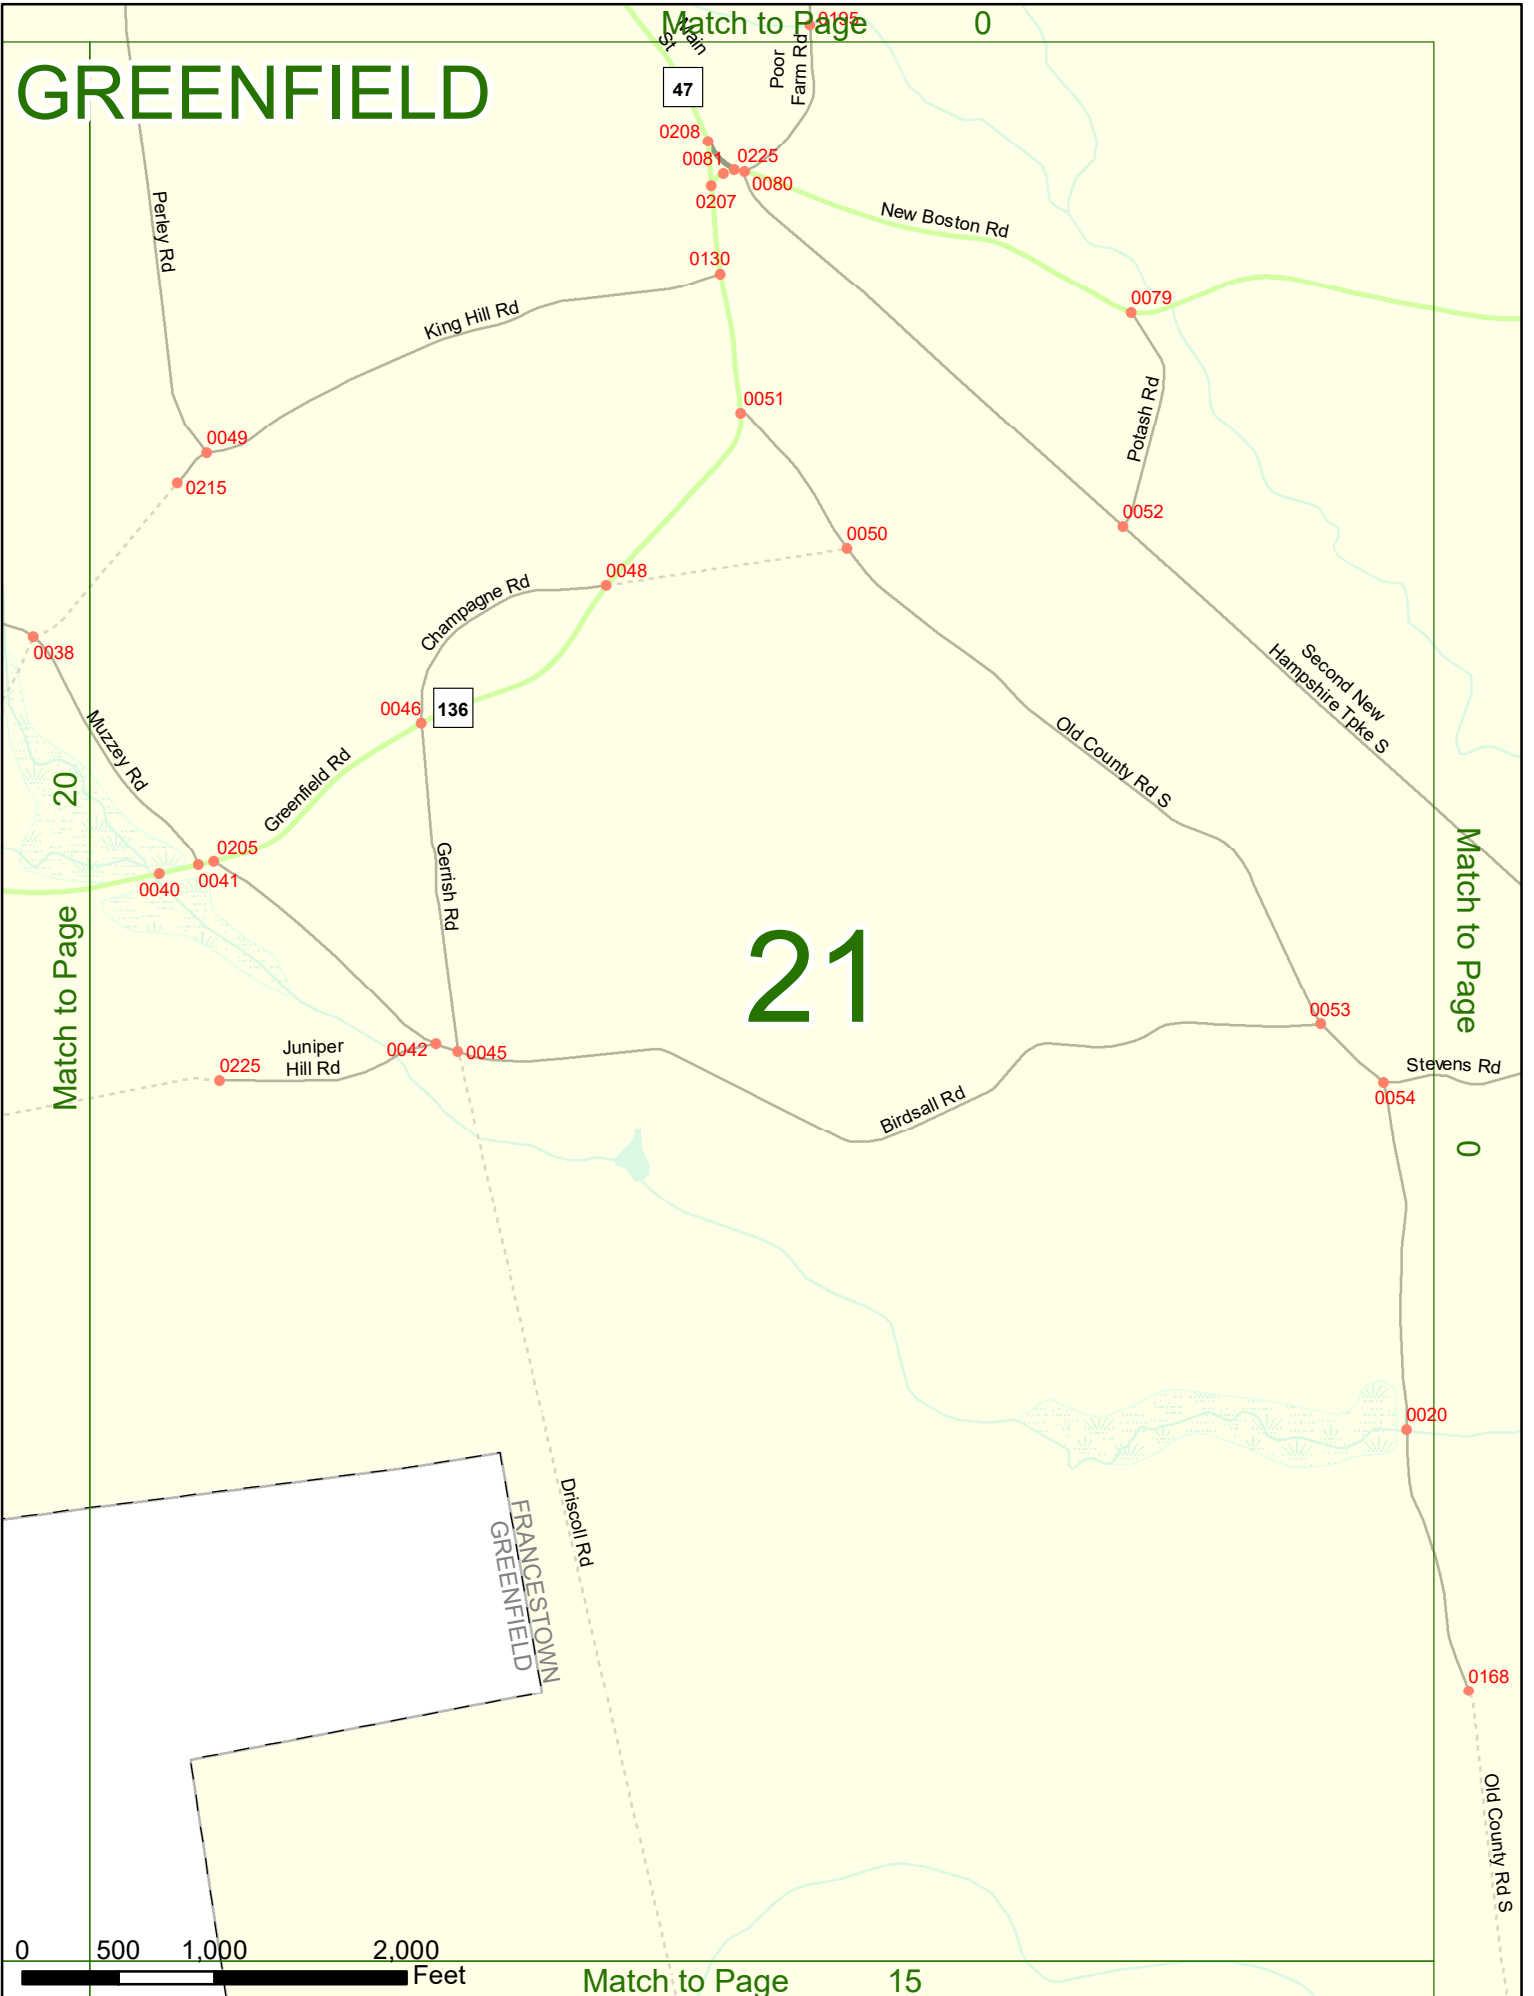 Match to Page 0
0195
Main
St
Poor
Farm Rd
GREENFIELD
47
0208
0081
0225
0080
0207
New Boston Rd
Perley Rd
0130
King Hill Rd
0079
0051
Potash Rd
0049
0215
0052
0050
0048
Champagne Rd
0038
Second New
Hampshire Tpke S
0046
136
Muzzey Rd
Greenfield Rd
Old County Rd S
Match to Page 20
0205
0041
0040
Gerrish Rd
21
Match to Page 0
0053
0042
0045
Juniper
Hill Rd
0225
Stevens Rd
0054
Birdsall Rd
0020
Driscoll Rd
FRANCESTOWN
GREENFIELD
0168
Old County Rd S
0 500 1,000 2,000
Feet
Match to Page 15